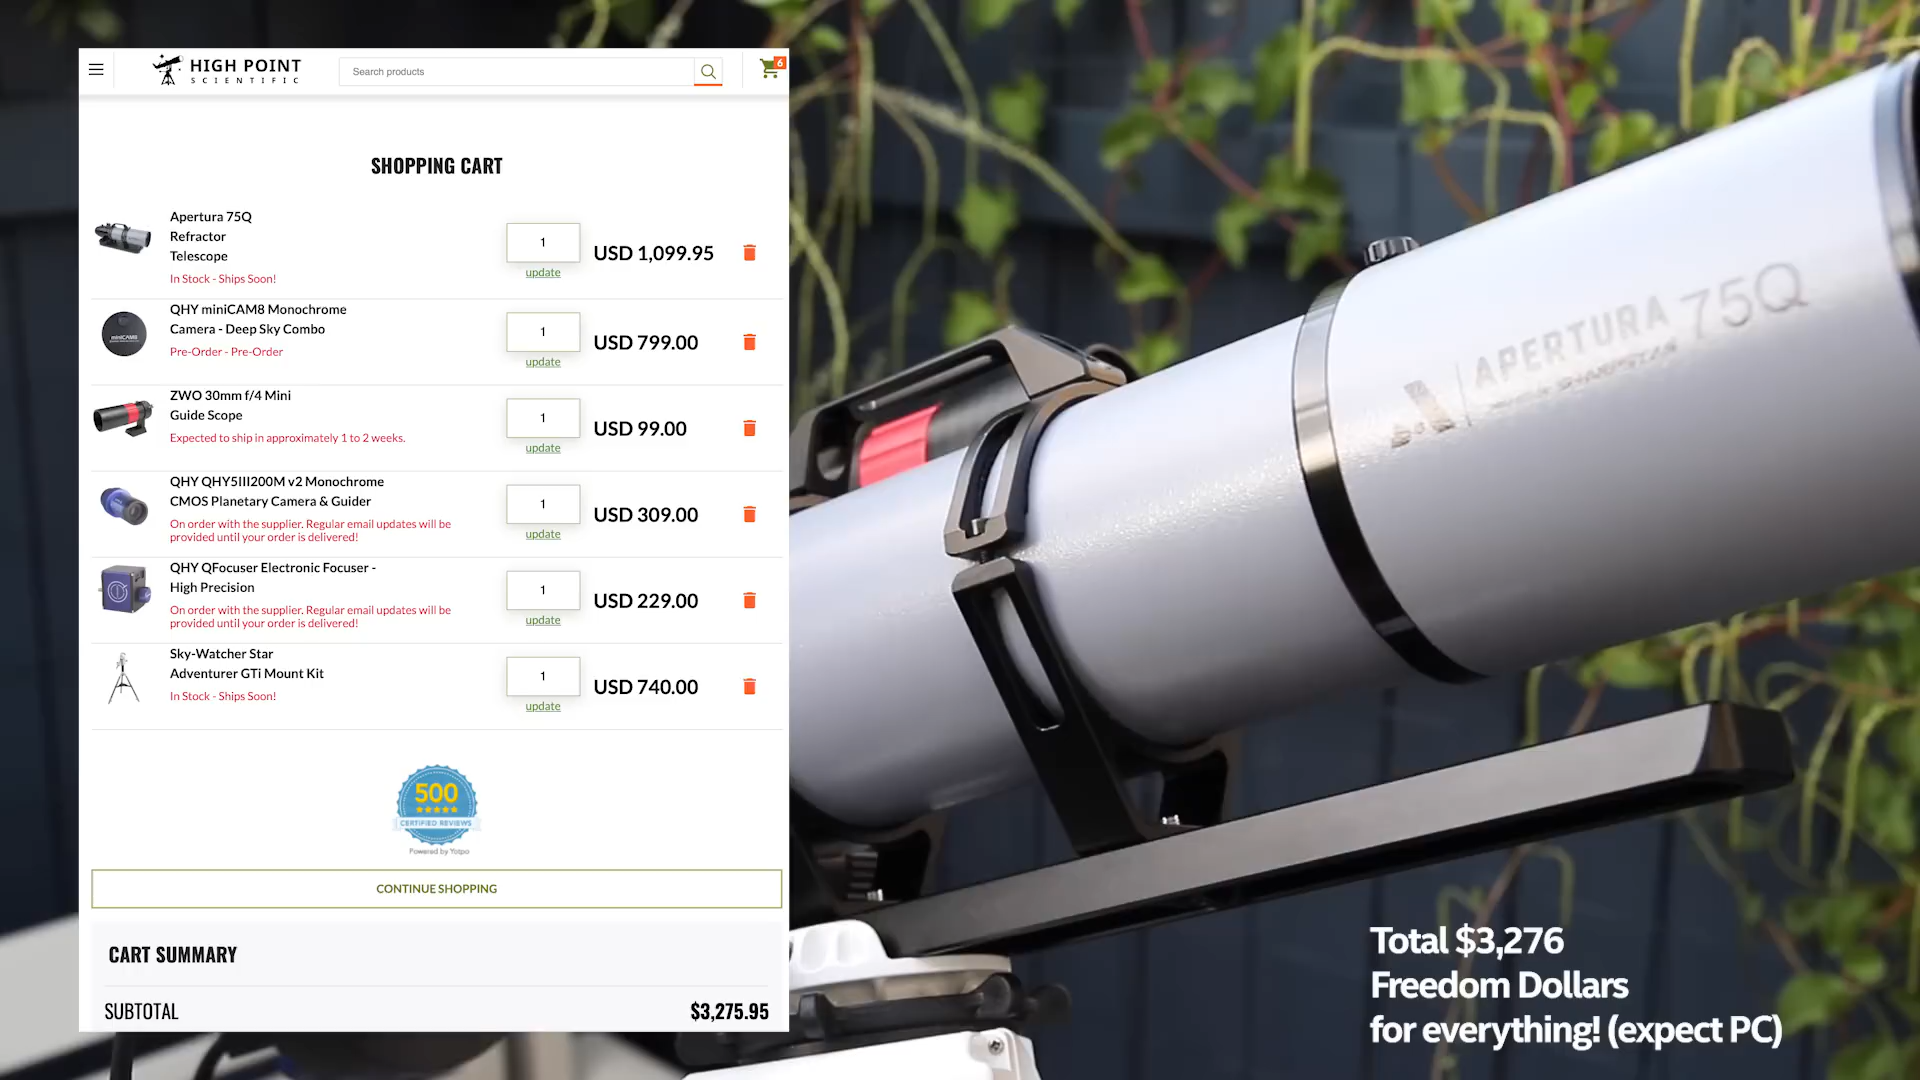 HIGH POINT
SCIENTIFIC
Search products
6
SHOPPING CART
Apertura 75Q
Refractor
Telescope
In Stock - Ships Soon!
1
update
USD 1,099.95
QHY miniCAM8 Monochrome
Camera - Deep Sky Combo
Pre-Order - Pre-Order
1
update
USD 799.00
ZWO 30mm f/4 Mini
Guide Scope
Expected to ship in approximately 1 to 2 weeks.
1
update
USD 99.00
QHY QHY5III200M v2 Monochrome
CMOS Planetary Camera & Guider
On order with the supplier. Regular email updates will be
provided until your order is delivered!
1
update
USD 309.00
QHY QFocuser Electronic Focuser -
High Precision
On order with the supplier. Regular email updates will be
provided until your order is delivered!
1
update
USD 229.00
Sky-Watcher Star
Adventurer GTi Mount Kit
In Stock - Ships Soon!
1
update
USD 740.00
500
CERTIFIED REVIEWS
Powered by Yotpo
CONTINUE SHOPPING
CART SUMMARY
SUBTOTAL
$3,275.95
APERTURA 75Q
Total $3,276
Freedom Dollars
for everything! (expect PC)